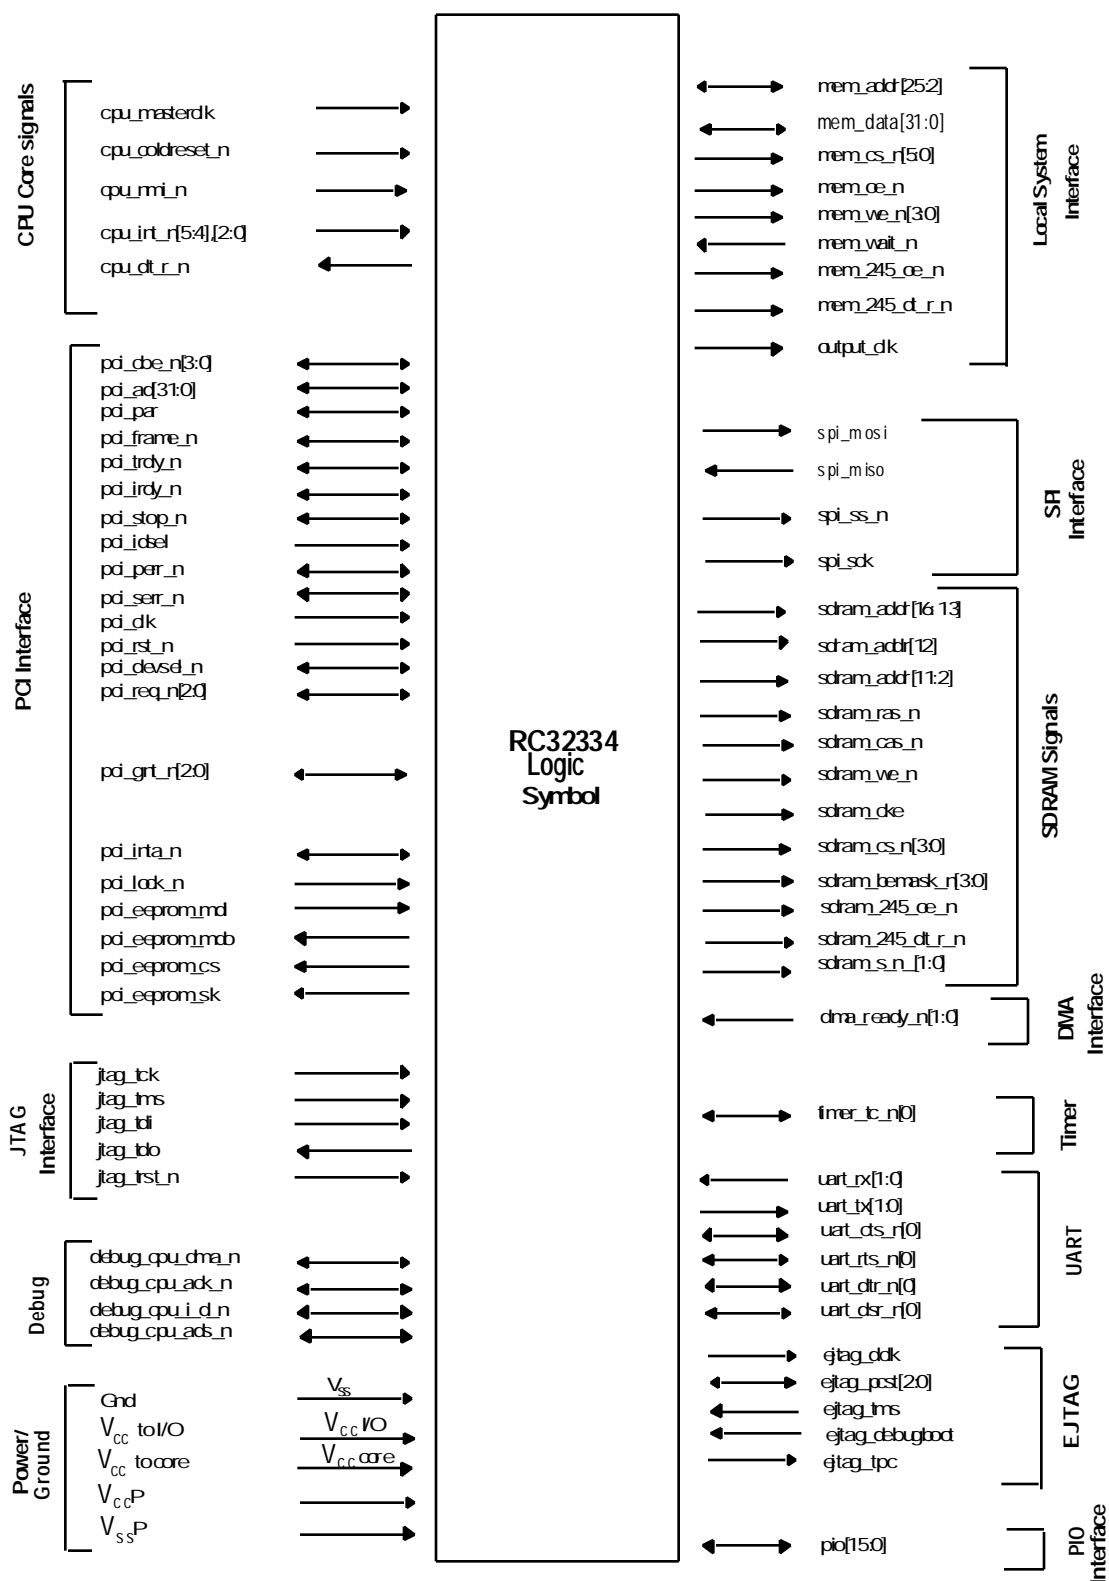 CPU Core signals
cpu_masterclk
cpu_coldreset_n
cpu_nmi_n
cpu_int_n[5:4],[2:0]
cpu_dt_r_n
PCI Interface
pci_cbe_n[3:0]
pci_ad[31:0]
pci_par
pci_frame_n
pci_trdy_n
pci_irdy_n
pci_stop_n
pci_idsel
pci_perr_n
pci_serr_n
pci_clk
pci_rst_n
pci_devsel_n
pci_req_n[2:0]
pci_gnt_n[2:0]
pci_inta_n
pci_lock_n
pci_eeprom_mdi
pci_eeprom_mdo
pci_eeprom_cs
pci_eeprom_sk
JTAG
Interface
jtag_tck
jtag_tms
jtag_tdi
jtag_tdo
jtag_trst_n
Debug
debug_cpu_dma_n
debug_cpu_ack_n
debug_cpu_i_d_n
debug_cpu_ads_n
Power/
Ground
Gnd
Vss
Vcc to I/O
Vcc I/O
Vcc to core
Vcc core
VccP
VssP
RC32334
Logic
Symbol
mem_addr[25:2]
mem_data[31:0]
mem_cs_n[5:0]
mem_oe_n
mem_we_n[3:0]
mem_wait_n
mem_245_oe_n
mem_245_dt_r_n
output_clk
Local System
Interface
spi_mosi
spi_miso
spi_ss_n
spi_sck
SPI
Interface
sdram_addr[16:13]
sdram_addr[12]
sdram_addr[11:2]
sdram_ras_n
sdram_cas_n
sdram_we_n
sdram_cke
sdram_cs_n[3:0]
sdram_bemask_n[3:0]
sdram_245_oe_n
sdram_245_dt_r_n
sdram_s_n_[1:0]
SDRAM Signals
dma_ready_n[1:0]
DMA
Interface
timer_tc_n[0]
Timer
uart_rx[1:0]
uart_tx[1:0]
uart_cts_n[0]
uart_rts_n[0]
uart_dtr_n[0]
uart_dsr_n[0]
UART
ejtag_dclk
ejtag_pcst[2:0]
ejtag_tms
ejtag_debugboot
ejtag_tpc
EJTAG
pio[15:0]
PIO
Interface